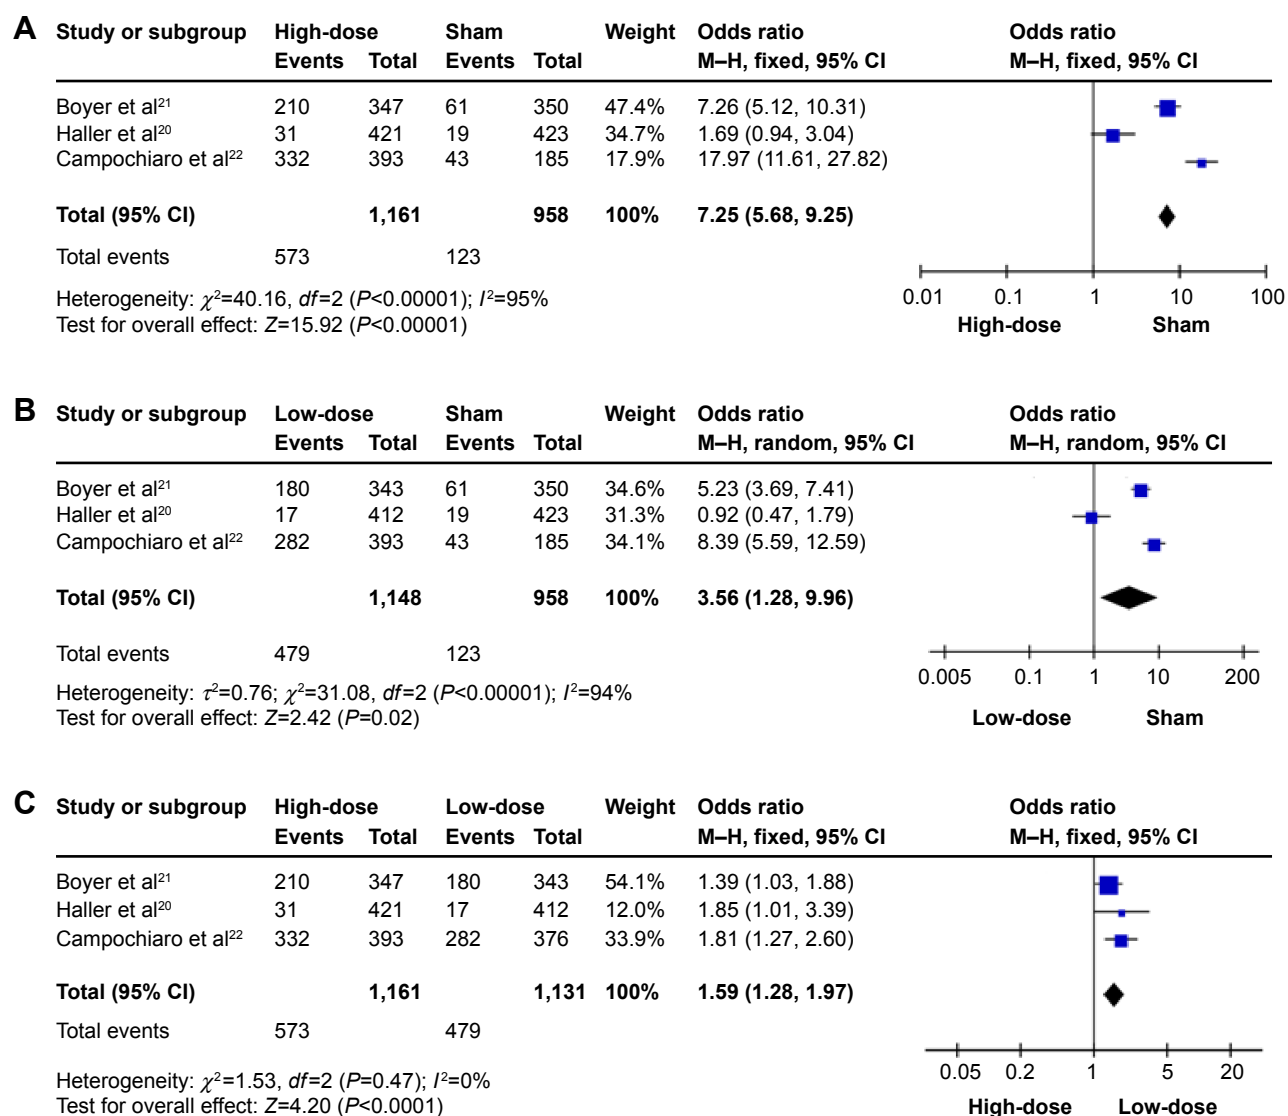 A Study or subgroup High-dose Sham Weight Odds ratio Odds ratio
Events Total Events Total M–H, fixed, 95% CI M–H, fixed, 95% CI
Boyer et al²¹ 210 347 61 350 47.4% 7.26 (5.12, 10.31)
Haller et al²⁰ 31 421 19 423 34.7% 1.69 (0.94, 3.04)
Campochiaro et al²² 332 393 43 185 17.9% 17.97 (11.61, 27.82)
Total (95% CI) 1,161 958 100% 7.25 (5.68, 9.25)
Total events 573 123
Heterogeneity: χ²=40.16, df=2 (P<0.00001); I²=95%
Test for overall effect: Z=15.92 (P<0.00001)
0.01 0.1 1 10 100
High-dose Sham
B Study or subgroup Low-dose Sham Weight Odds ratio Odds ratio
Events Total Events Total M–H, random, 95% CI M–H, random, 95% CI
Boyer et al²¹ 180 343 61 350 34.6% 5.23 (3.69, 7.41)
Haller et al²⁰ 17 412 19 423 31.3% 0.92 (0.47, 1.79)
Campochiaro et al²² 282 393 43 185 34.1% 8.39 (5.59, 12.59)
Total (95% CI) 1,148 958 100% 3.56 (1.28, 9.96)
Total events 479 123
Heterogeneity: τ²=0.76; χ²=31.08, df=2 (P<0.00001); I²=94%
Test for overall effect: Z=2.42 (P=0.02)
0.005 0.1 1 10 200
Low-dose Sham
C Study or subgroup High-dose Low-dose Weight Odds ratio Odds ratio
Events Total Events Total M–H, fixed, 95% CI M–H, fixed, 95% CI
Boyer et al²¹ 210 347 180 343 54.1% 1.39 (1.03, 1.88)
Haller et al²⁰ 31 421 17 412 12.0% 1.85 (1.01, 3.39)
Campochiaro et al²² 332 393 282 376 33.9% 1.81 (1.27, 2.60)
Total (95% CI) 1,161 1,131 100% 1.59 (1.28, 1.97)
Total events 573 479
Heterogeneity: χ²=1.53, df=2 (P=0.47); I²=0%
Test for overall effect: Z=4.20 (P<0.0001)
0.05 0.2 1 5 20
High-dose Low-dose